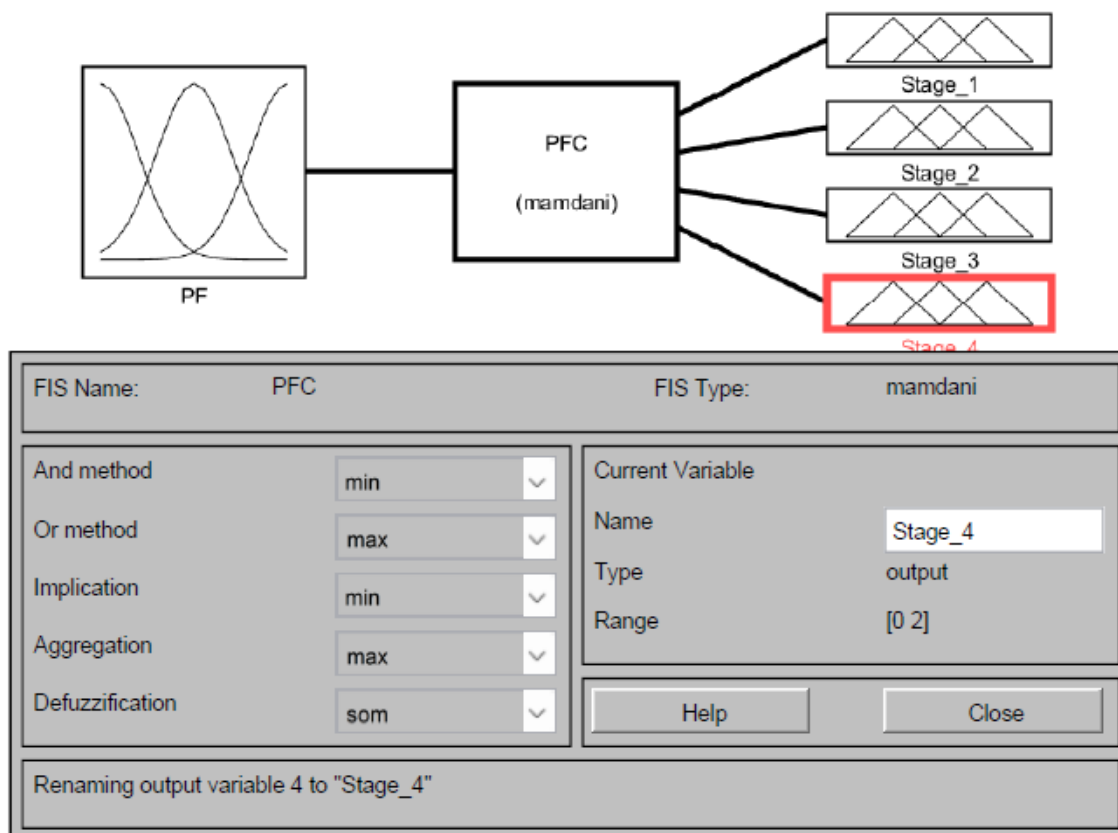 Stage_1
PFC
Stage_2
(mamdani)
Stage_3
PF
Stage_4
FIS Name: PFC FIS Type: mamdani
And method min
Or method max
Implication min
Aggregation max
Defuzzification som
Current Variable
Name Stage_4
Type output
Range [0 2]
Help Close
Renaming output variable 4 to "Stage_4"